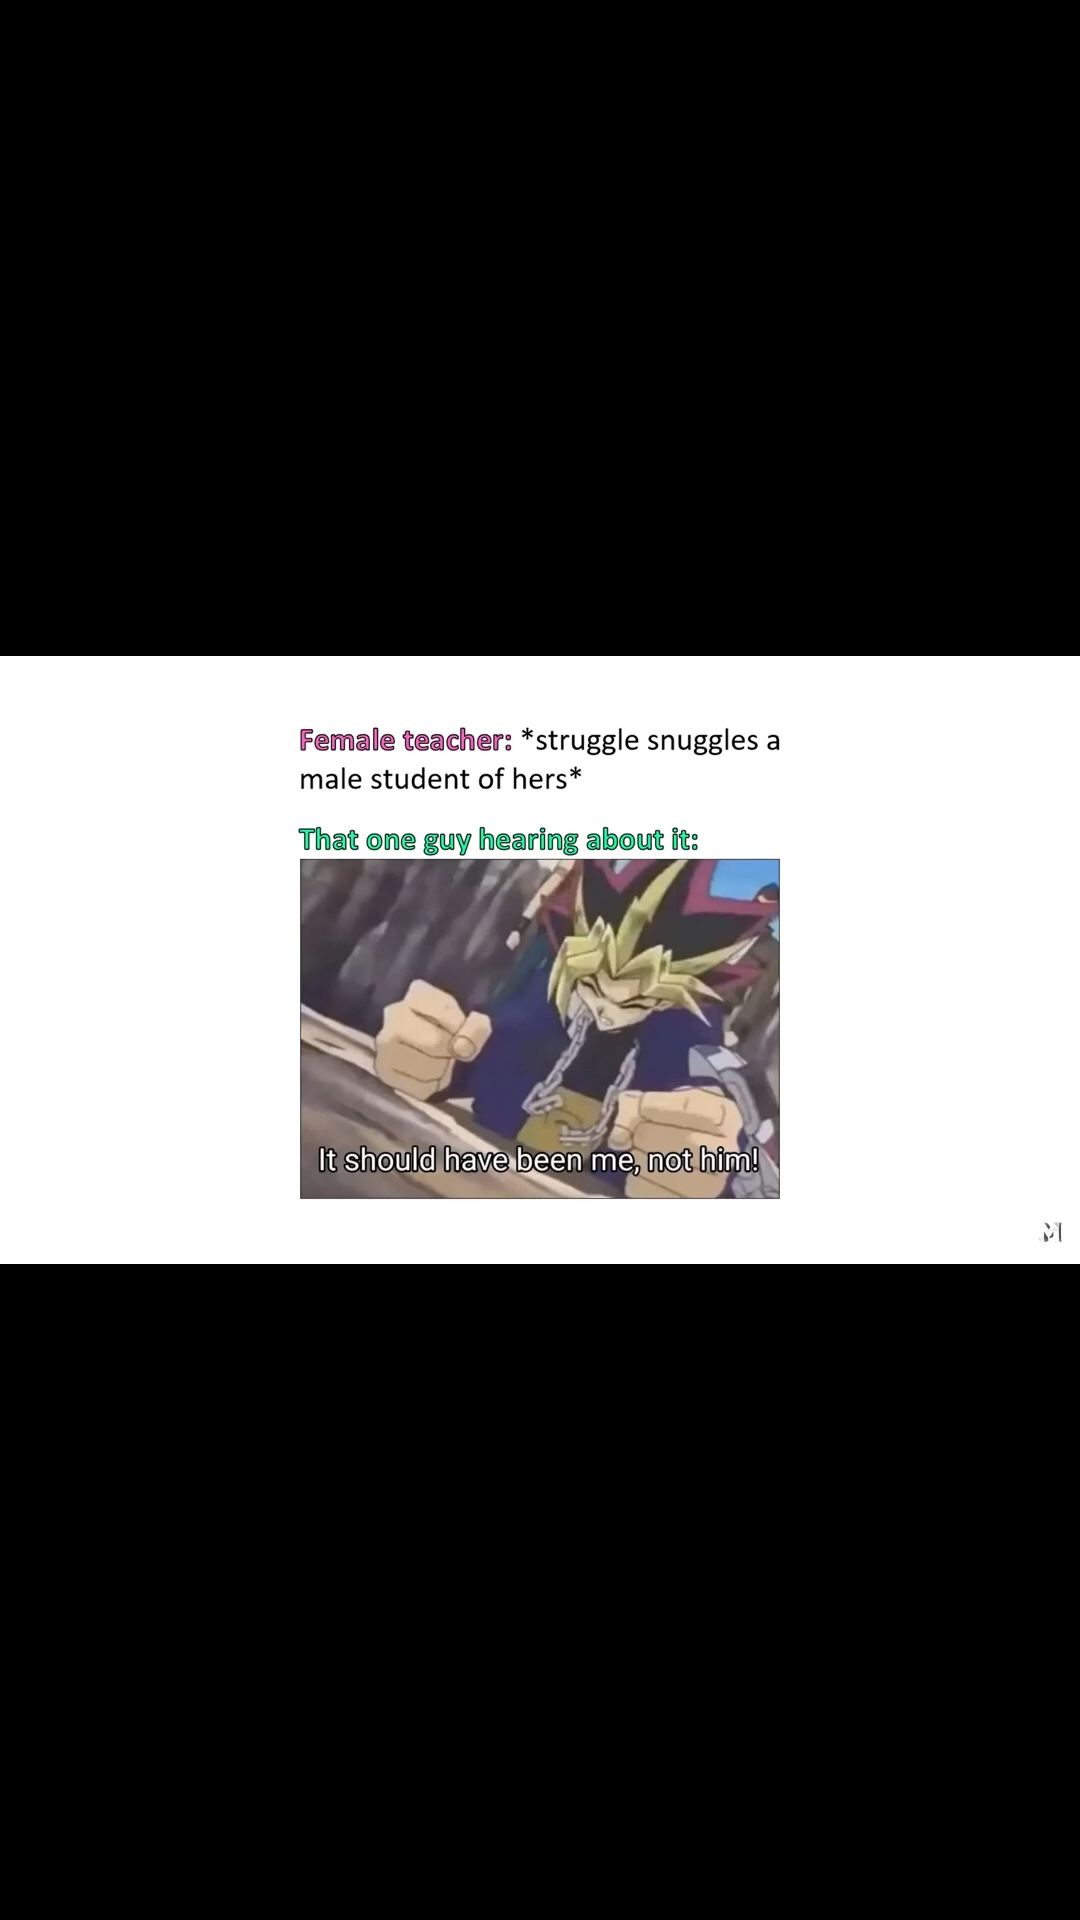 Female teacher: *struggle snuggles a
male student of hers*
That one guy hearing about it:
It should have been me, not him!
M